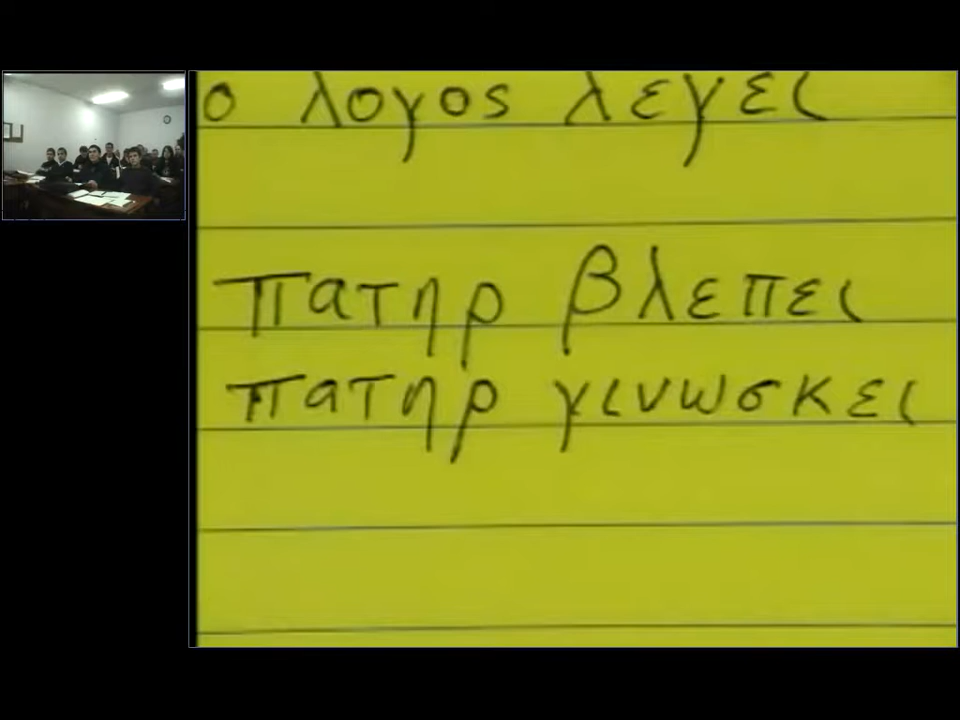 ο λογος λεγει
πατηρ βλεπει
πατηρ γινωσκει